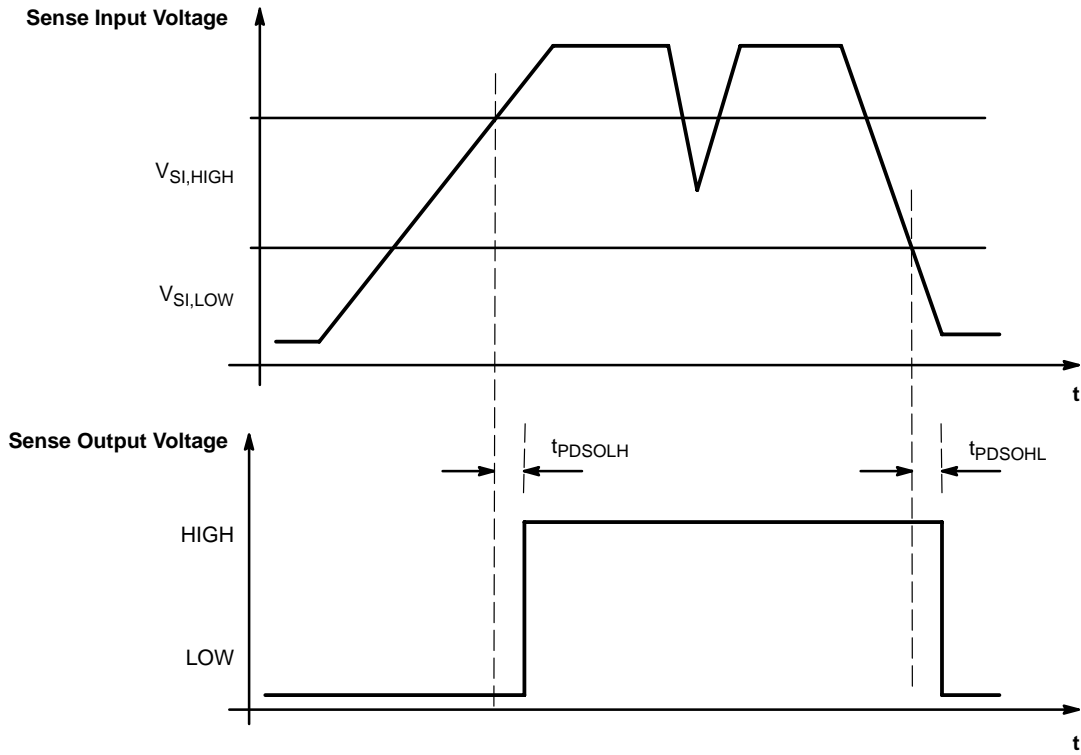 Sense Input Voltage
V_SI,HIGH
V_SI,LOW
t
Sense Output Voltage
t_PDSOLH
t_PDSOHL
HIGH
LOW
t